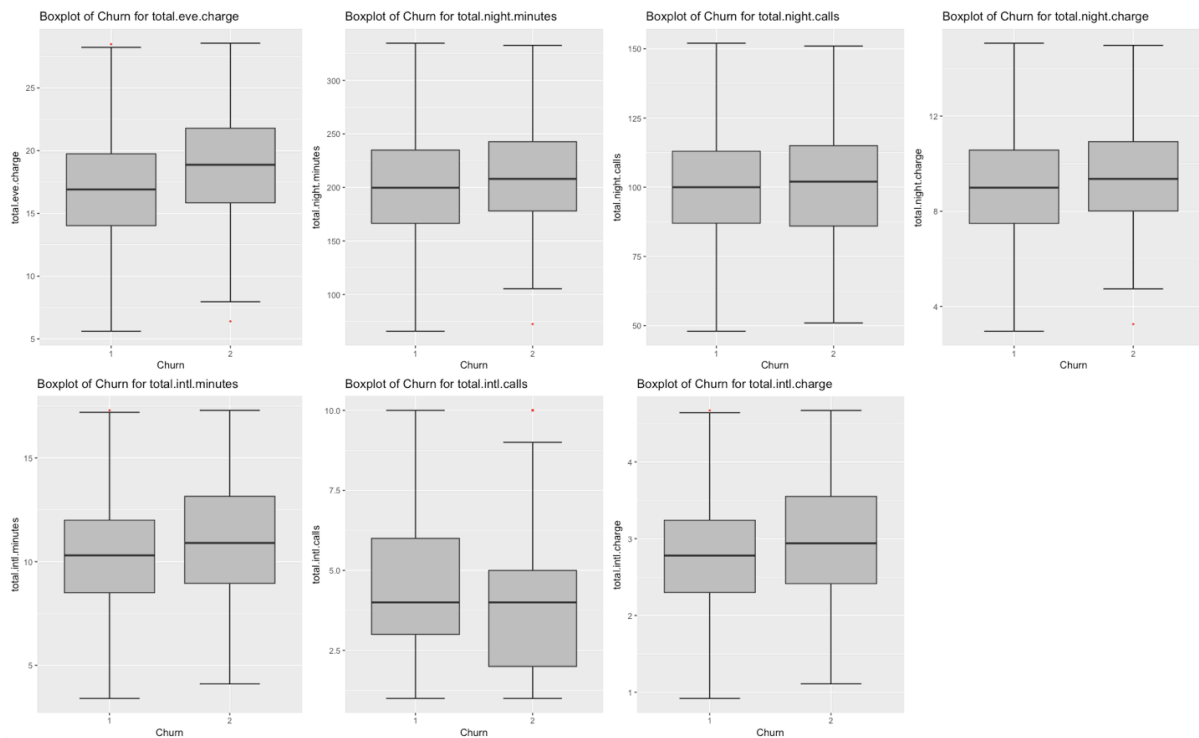 Boxplot of Churn for total.eve.charge
total.eve.charge
25
20
15
10
5
1
2
Churn
Boxplot of Churn for total.night.minutes
total.night.minutes
300
250
200
150
100
1
2
Churn
Boxplot of Churn for total.night.calls
total.night.calls
150
125
100
75
50
1
2
Churn
Boxplot of Churn for total.night.charge
total.night.charge
12
8
4
1
2
Churn
Boxplot of Churn for total.intl.minutes
total.intl.minutes
15
10
5
1
2
Churn
Boxplot of Churn for total.intl.calls
total.intl.calls
10.0
7.5
5.0
2.5
1
2
Churn
Boxplot of Churn for total.intl.charge
total.intl.charge
4
3
2
1
1
2
Churn